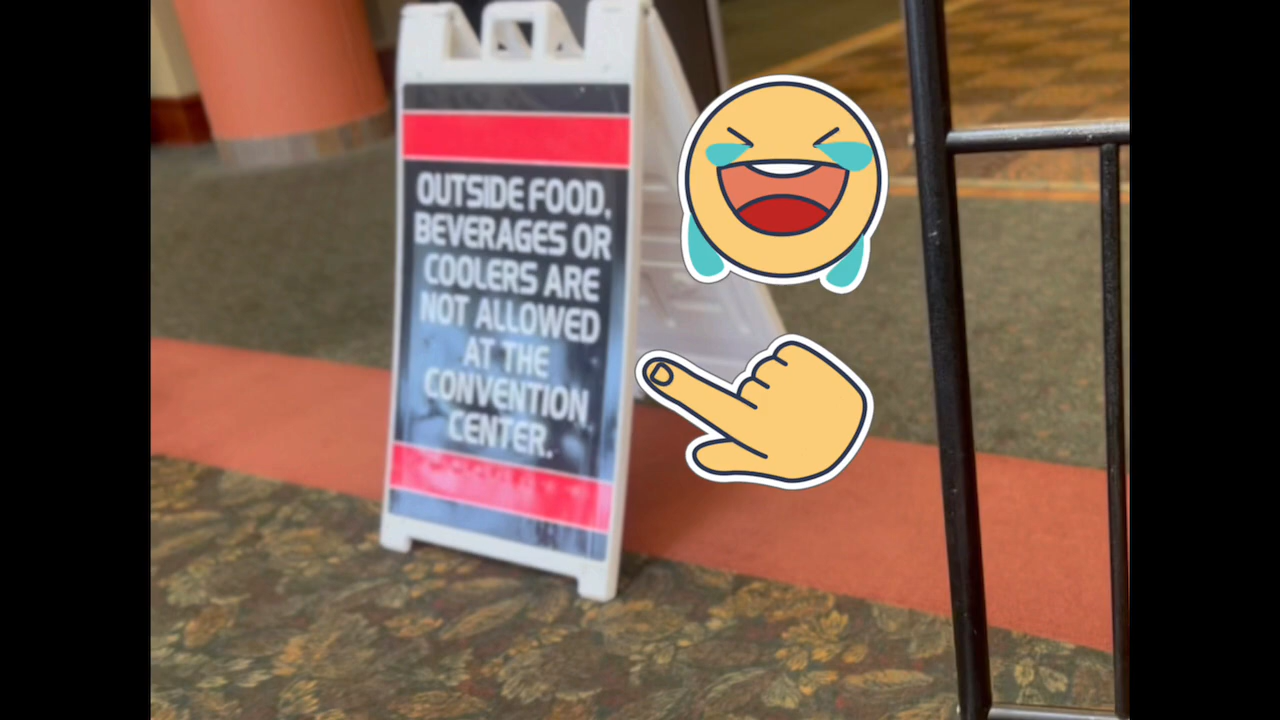 OUTSIDE FOOD,
BEVERAGES OR
COOLERS ARE
NOT ALLOWED
AT THE
CONVENTION
CENTER.